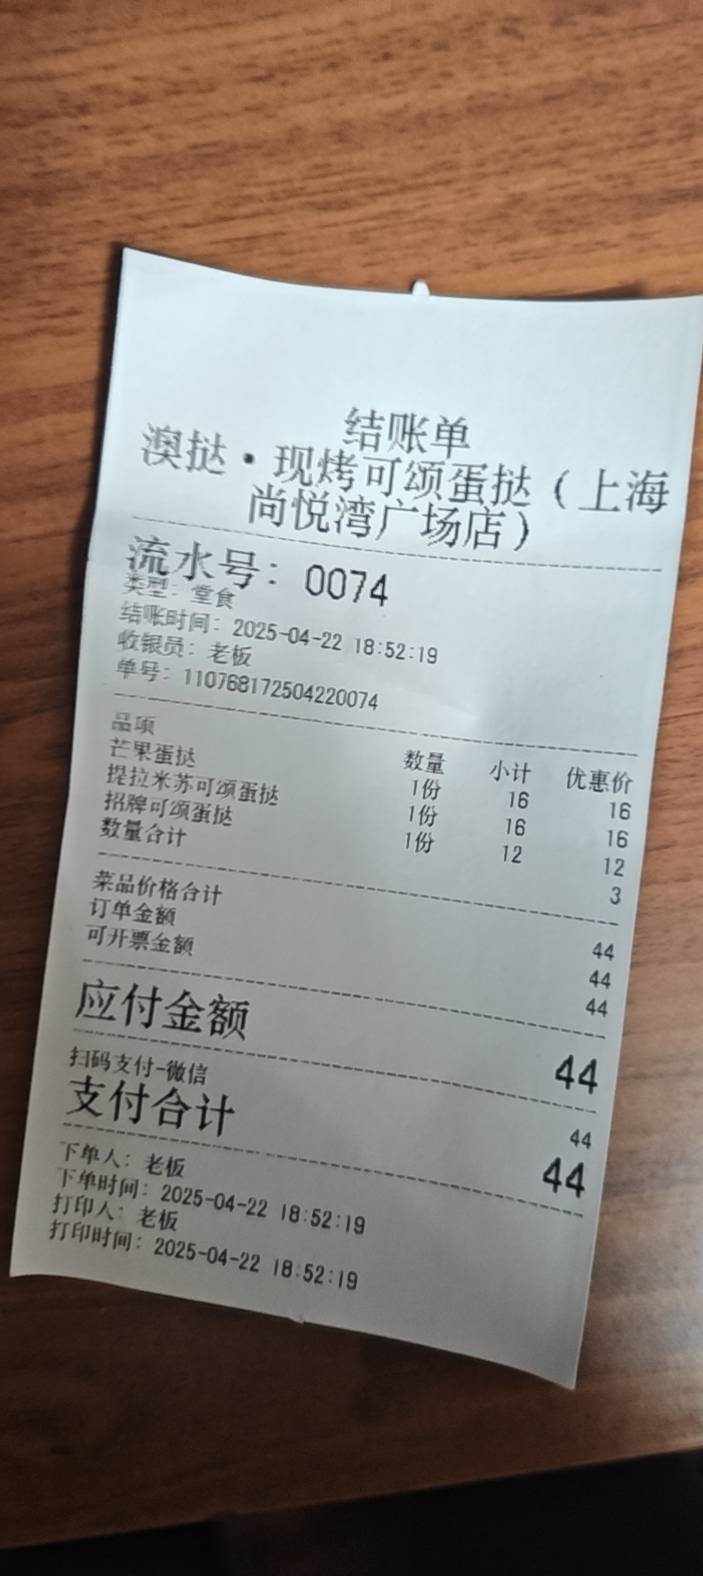 结账单
澳挞·现烤可颂蛋挞（上海
尚悦湾广场店）
流水号：0074
类型：堂食
结账时间：2025-04-22 18:52:19
收银员：老板
单号：110768172504220074
品项 数量 小计 优惠价
芒果蛋挞 1份 16 16
提拉米苏可颂蛋挞 1份 16 16
招牌可颂蛋挞 1份 12 12
数量合计 3
菜品价格合计 44
订单金额 44
可开票金额 44
应付金额 44
扫码支付-微信 44
支付合计 44
下单人：老板
下单时间：2025-04-22 18:52:19
打印人：老板
打印时间：2025-04-22 18:52:19